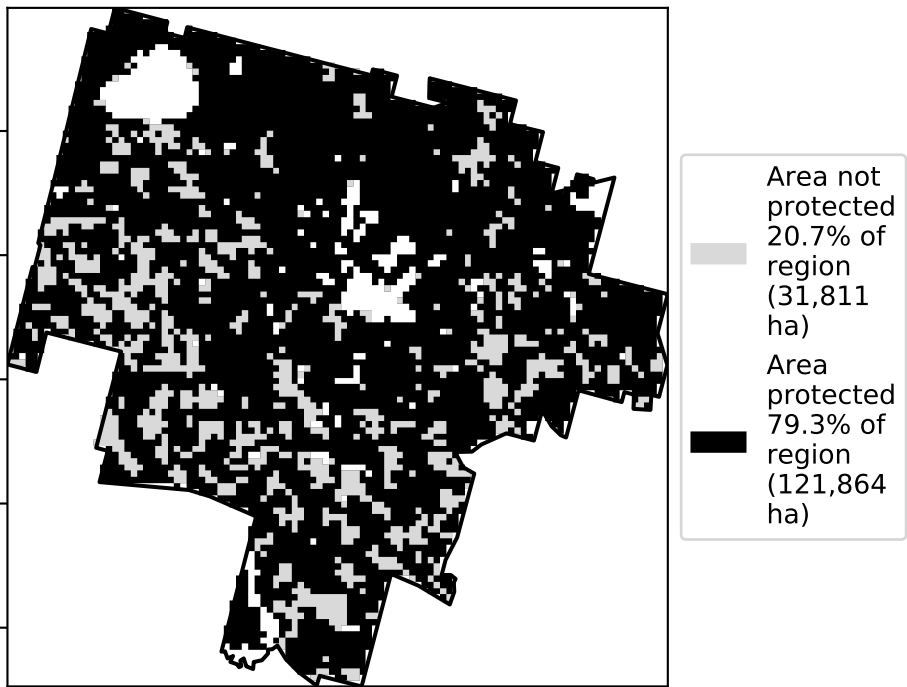 Area not
protected
20.7% of
region
(31,811
ha)
Area
protected
79.3% of
region
(121,864
ha)